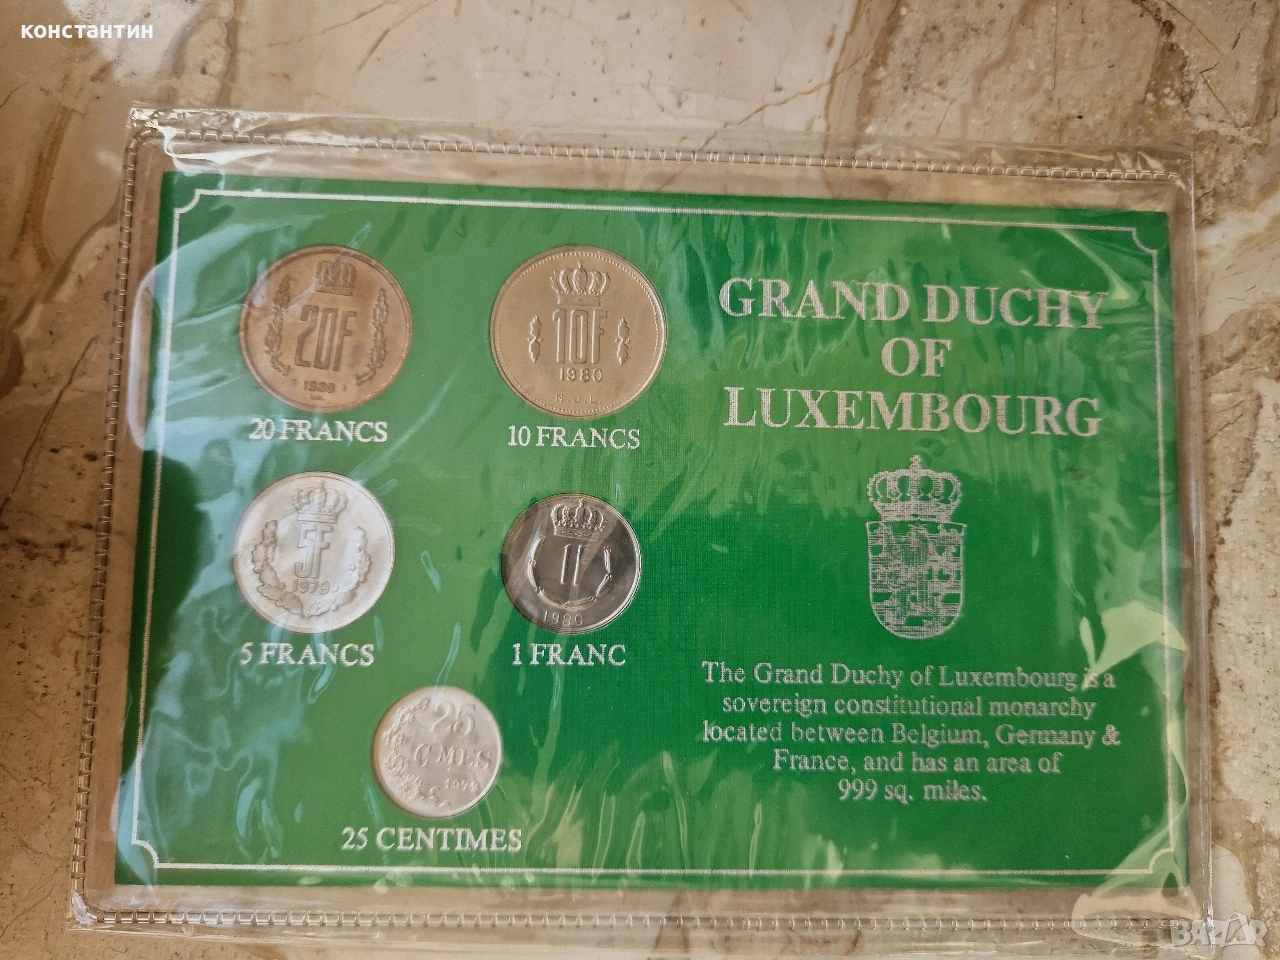 константин
GRAND DUCHY
OF
LUXEMBOURG
20F
1980
20 FRANCS
10F
1980
N.J.L.
10 FRANCS
5F
1979
5 FRANCS
1F
1980
1 FRANC
25
CMES
1972
25 CENTIMES
The Grand Duchy of Luxembourg is a
sovereign constitutional monarchy
located between Belgium, Germany &
France, and has an area of
999 sq. miles.
BAZAR